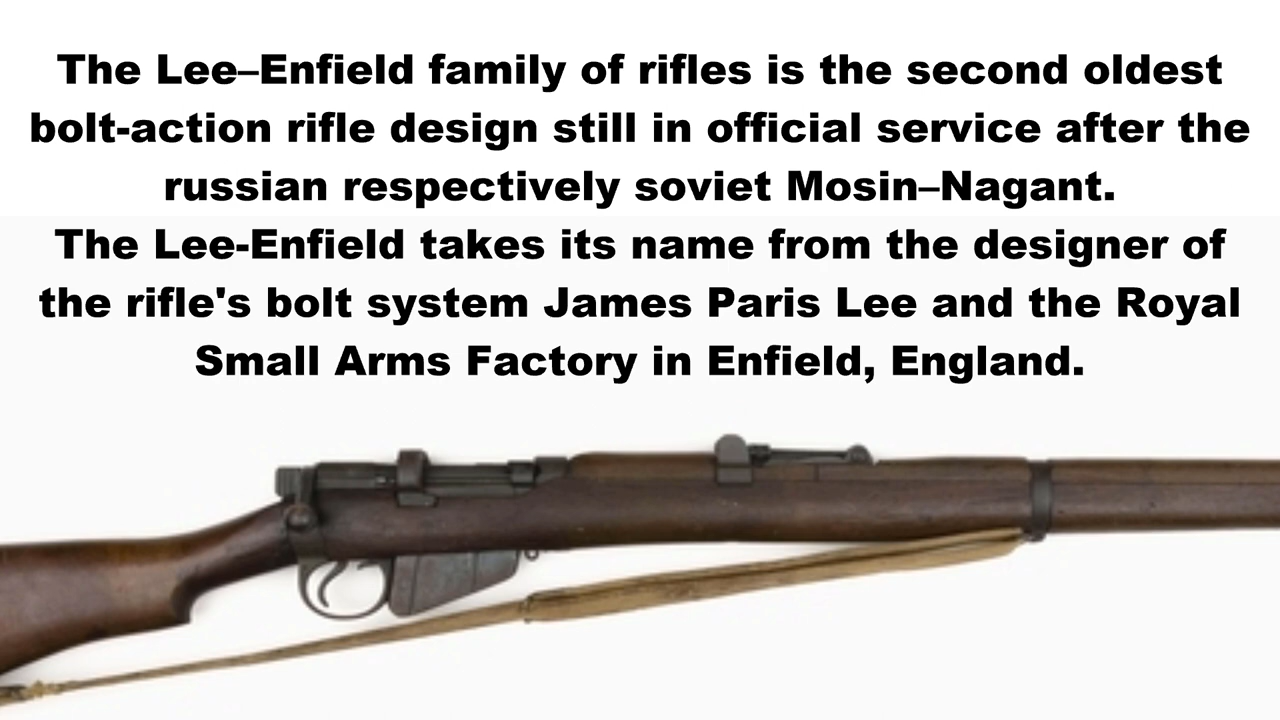 The Lee–Enfield family of rifles is the second oldest
bolt-action rifle design still in official service after the
russian respectively soviet Mosin–Nagant.
The Lee-Enfield takes its name from the designer of
the rifle's bolt system James Paris Lee and the Royal
Small Arms Factory in Enfield, England.